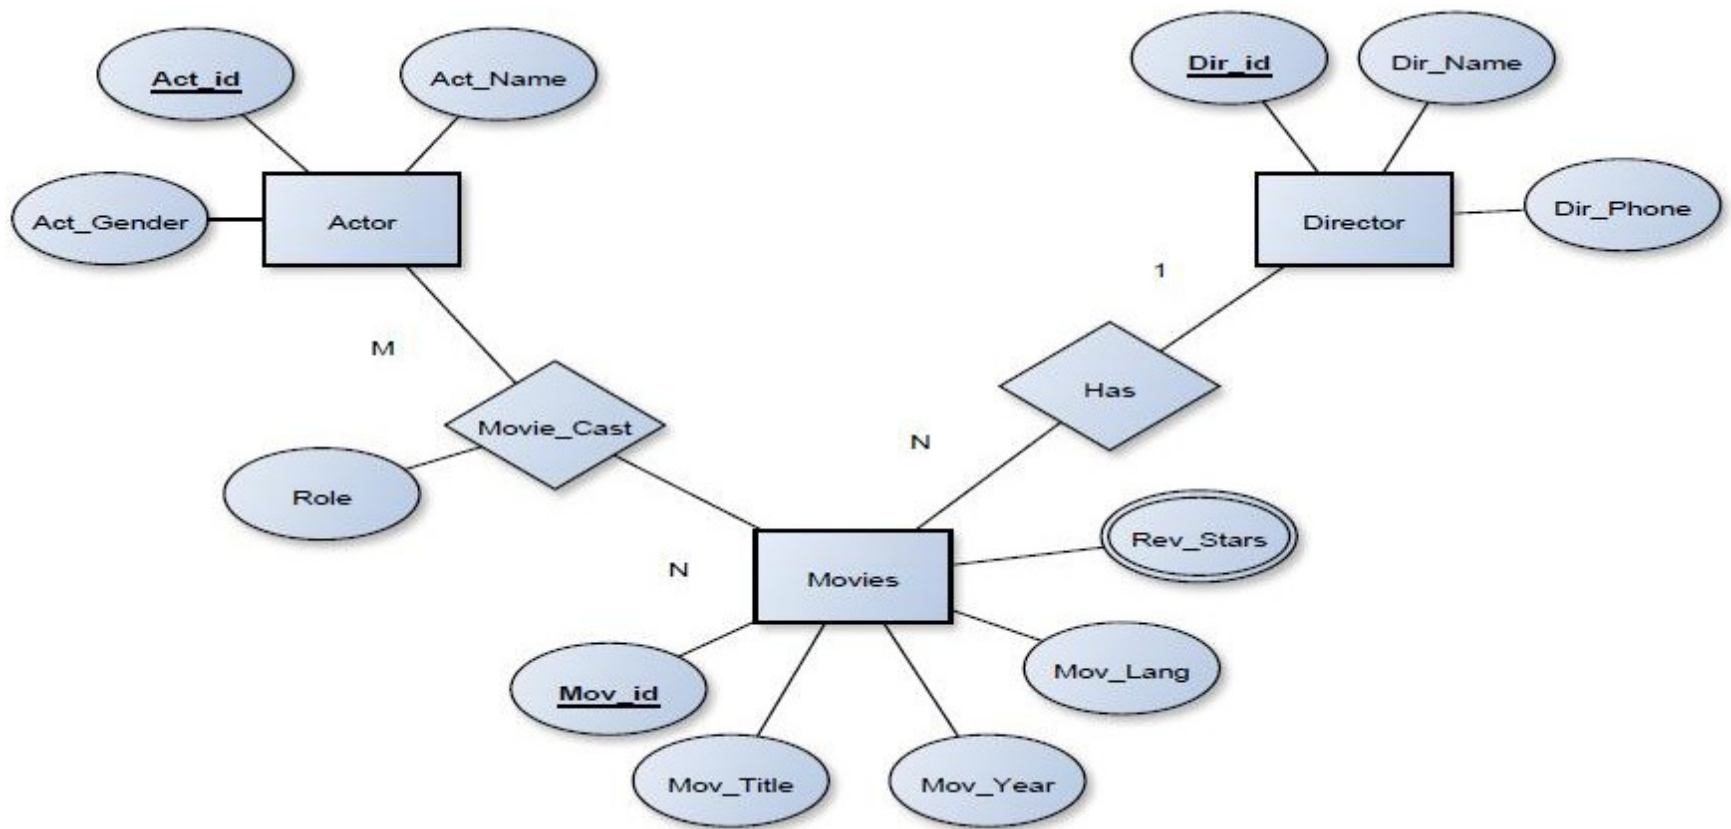 Act_id
Act_Name
Dir_id
Dir_Name
Act_Gender
Actor
Director
Dir_Phone
1
M
Has
Movie_Cast
N
Role
Rev_Stars
N
Movies
Mov_Lang
Mov_id
Mov_Title
Mov_Year